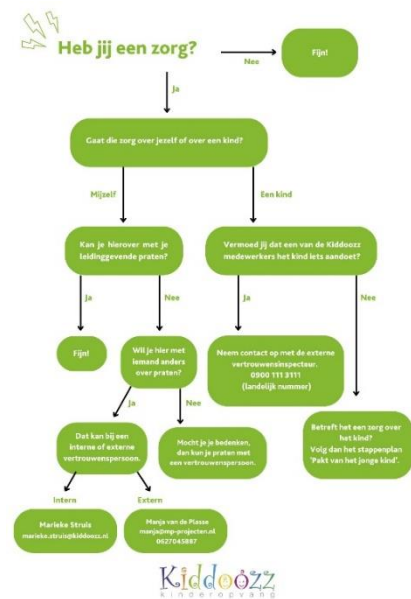 Heb jij een zorg?
Nee
Fijn!
Ja
Gaat die zorg over jezelf of over een kind?
Mijzelf
Een kind
Kan je hierover met je
leidinggevende praten?
Vermoed jij dat een van de Kiddoozz
medewerkers het kind iets aandoet?
Ja
Nee
Ja
Nee
Fijn!
Wil je hier met
iemand anders
over praten?
Neem contact op met de externe
vertrouwensinspecteur.
0900 111 3111
(landelijk nummer)
Ja
Nee
Dat kan bij een
interne of externe
vertrouwenspersoon.
Mocht je je bedenken,
dan kun je praten met
een vertrouwenspersoon.
Betreft het een zorg over
het kind?
Volg dan het stappenplan
'Pakt van het jonge kind'.
Intern
Extern
Marieke Struis
marieke.struis@kiddoozz.nl
Manja van de Plasse
manja@mp-projecten.nl
0627045887
Kiddoozz
kinderopvang